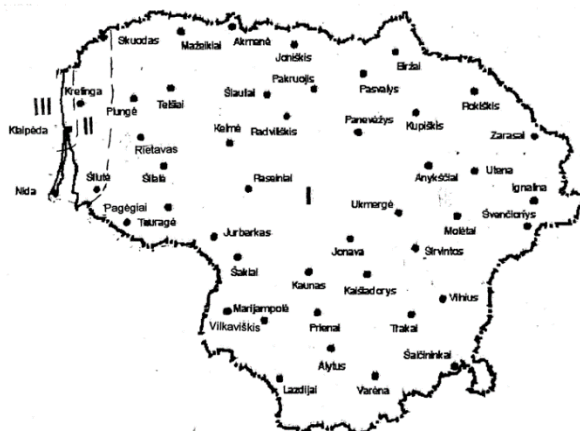 Skuodas
Mažeikiai
Akmenė
Joniškis
Biržai
Pakruojis
Pasvalys
Šiauliai
Rokiškis
Kretinga
Plungė
Telšiai
III
Klaipėda
II
Radviliškis
Panevėžys
Kupiškis
Zarasai
Rietavas
Kelmė
Šilutė
Šilalė
Raseiniai
I
Anykščiai
Utena
Ignalina
Nida
Pagėgiai
Tauragė
Ukmergė
Molėtai
Švenčionys
Jurbarkas
Jonava
Širvintos
Šakiai
Kaunas
Kaišiadorys
Vilnius
Marijampolė
Vilkaviškis
Prienai
Trakai
Alytus
Šalčininkai
Lazdijai
Varėna